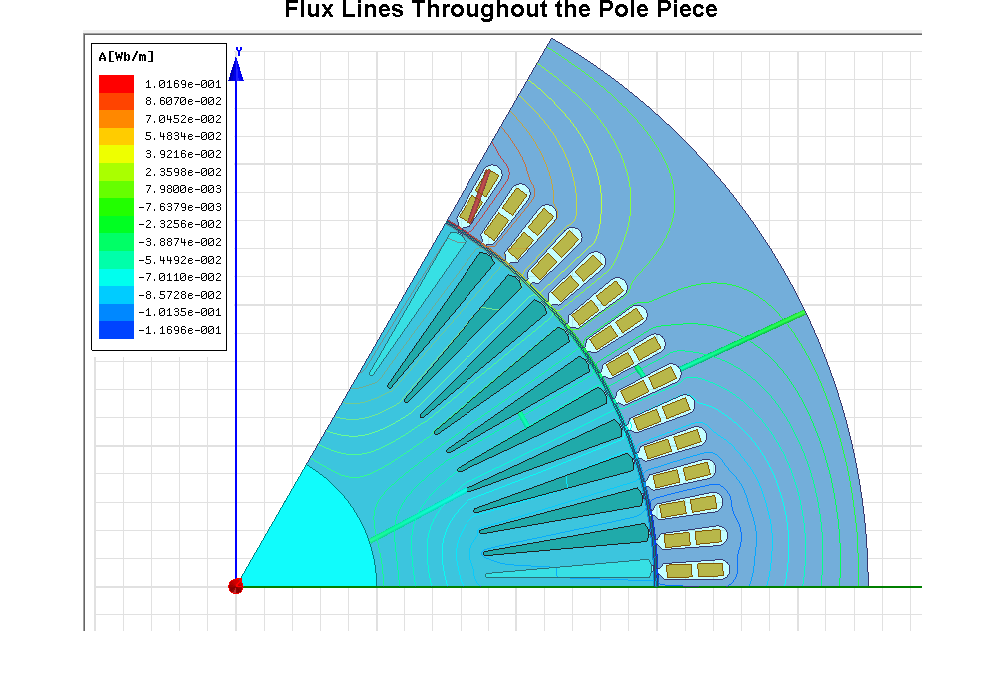 Flux Lines Throughout the Pole Piece
A[Wb/m]
1.0169e-001
8.6070e-002
7.0452e-002
5.4834e-002
3.9216e-002
2.3598e-002
7.9800e-003
-7.6379e-003
-2.3256e-002
-3.8874e-002
-5.4492e-002
-7.0110e-002
-8.5728e-002
-1.0135e-001
-1.1696e-001
Y